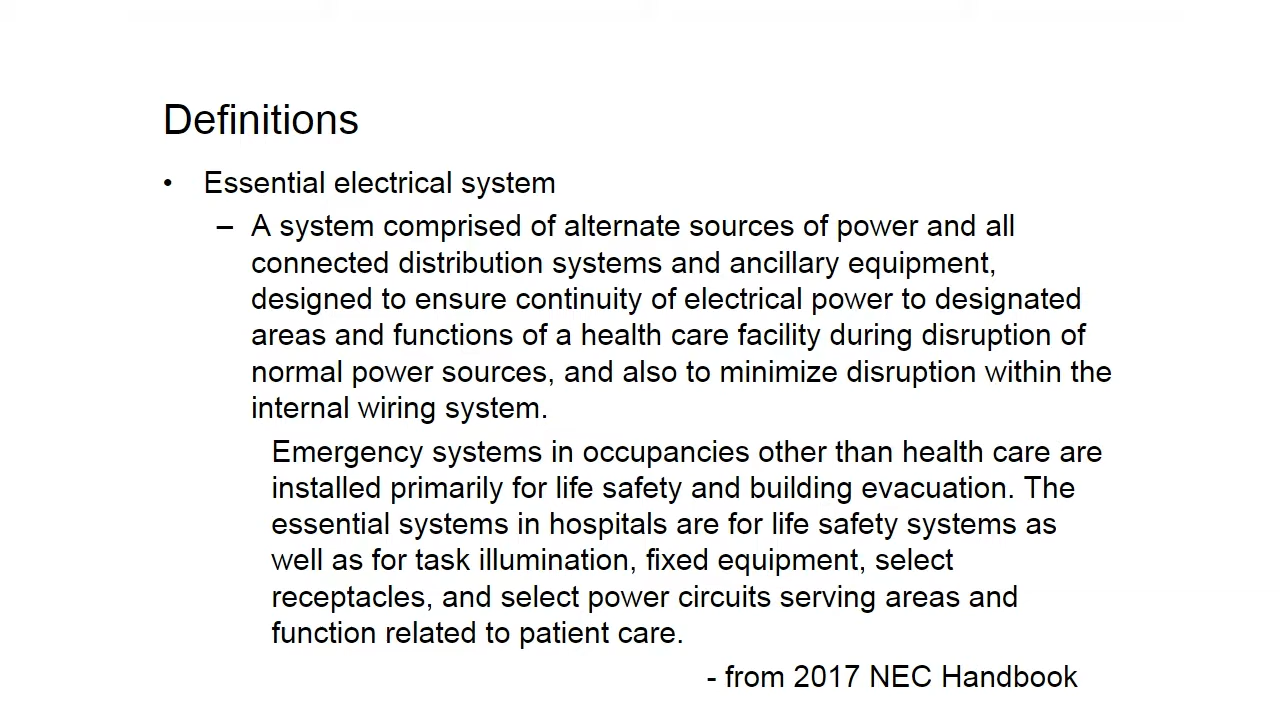 Definitions
• Essential electrical system
– A system comprised of alternate sources of power and all
connected distribution systems and ancillary equipment,
designed to ensure continuity of electrical power to designated
areas and functions of a health care facility during disruption of
normal power sources, and also to minimize disruption within the
internal wiring system.
Emergency systems in occupancies other than health care are
installed primarily for life safety and building evacuation. The
essential systems in hospitals are for life safety systems as
well as for task illumination, fixed equipment, select
receptacles, and select power circuits serving areas and
function related to patient care.
- from 2017 NEC Handbook